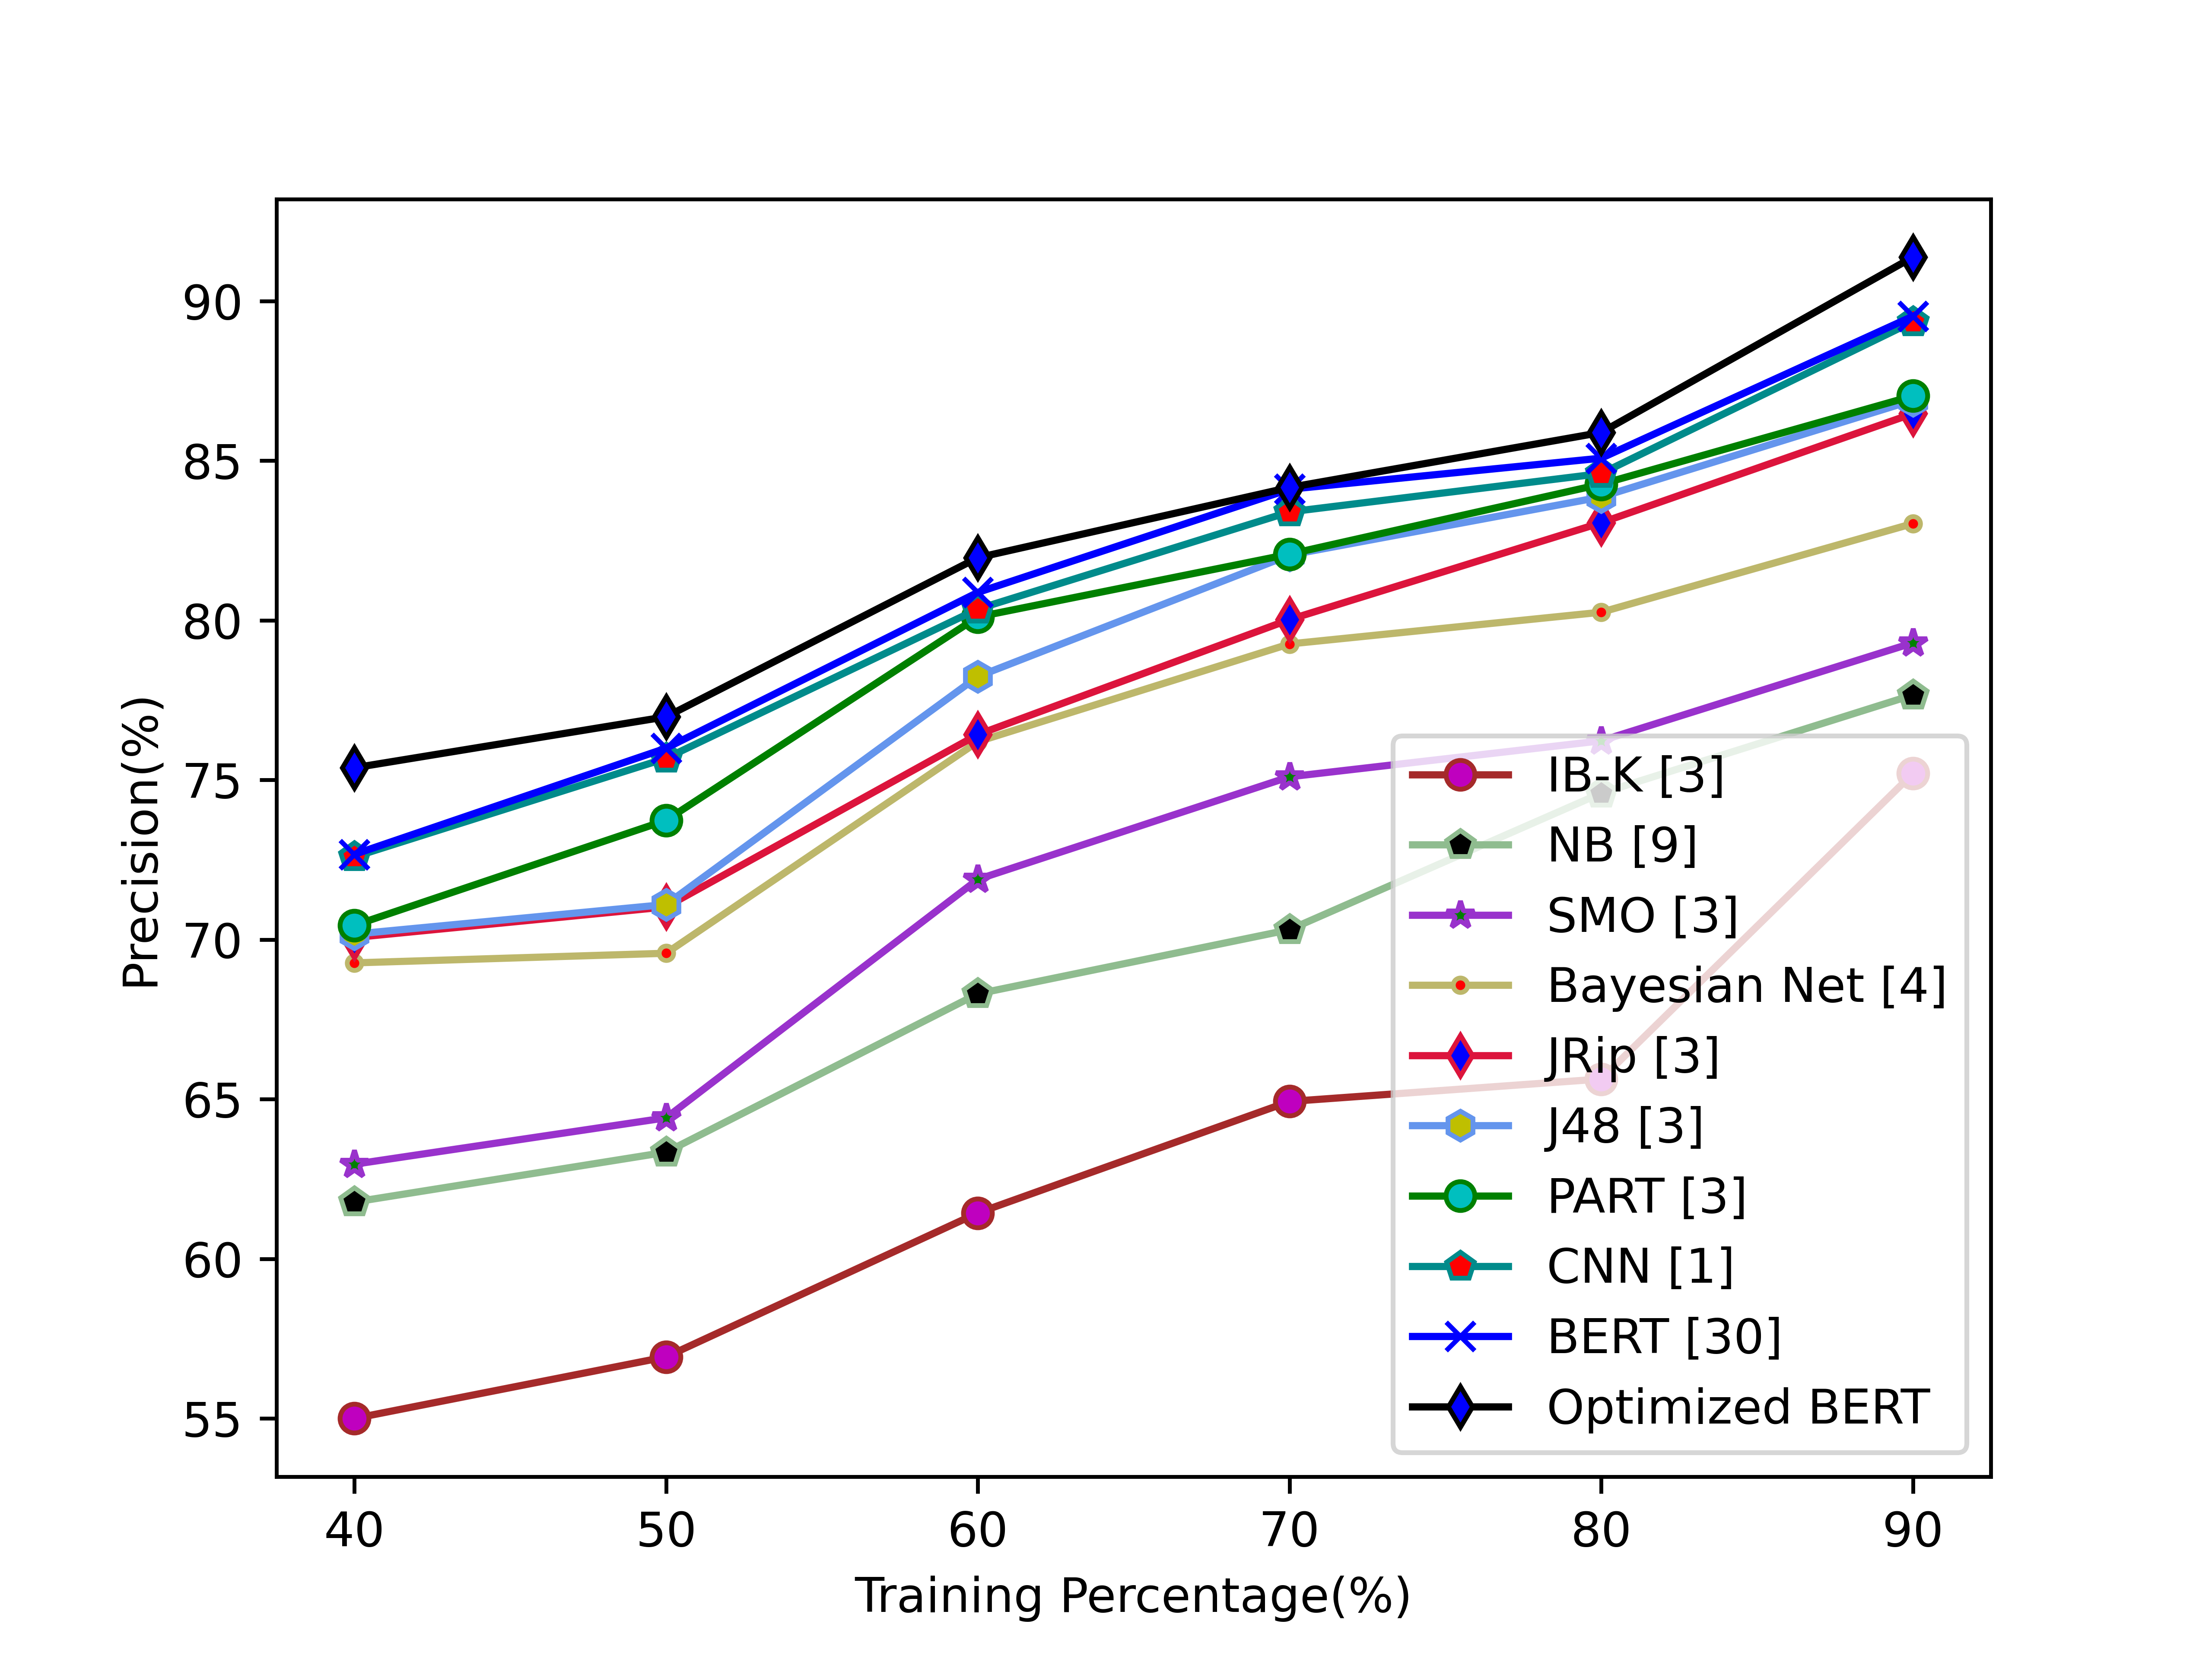 90
85
80
75
70
65
60
55
Precision(%)
IB-K [3]
NB [9]
SMO [3]
Bayesian Net [4]
JRip [3]
J48 [3]
PART [3]
CNN [1]
BERT [30]
Optimized BERT
40 50 60 70 80 90
Training Percentage(%)